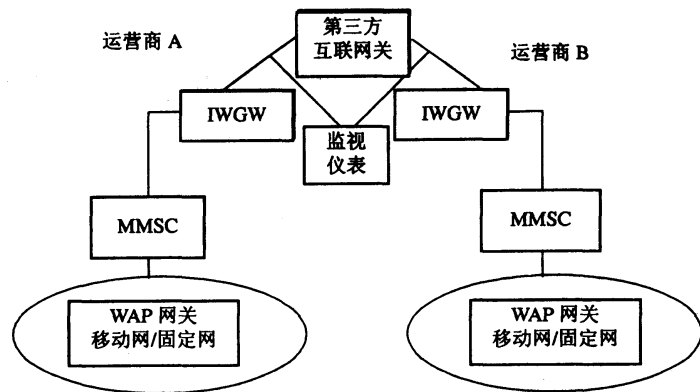 第三方
互联网关
运营商 A
运营商 B
IWGW
IWGW
监视
仪表
MMSC
MMSC
WAP 网关
移动网/固定网
WAP 网关
移动网/固定网